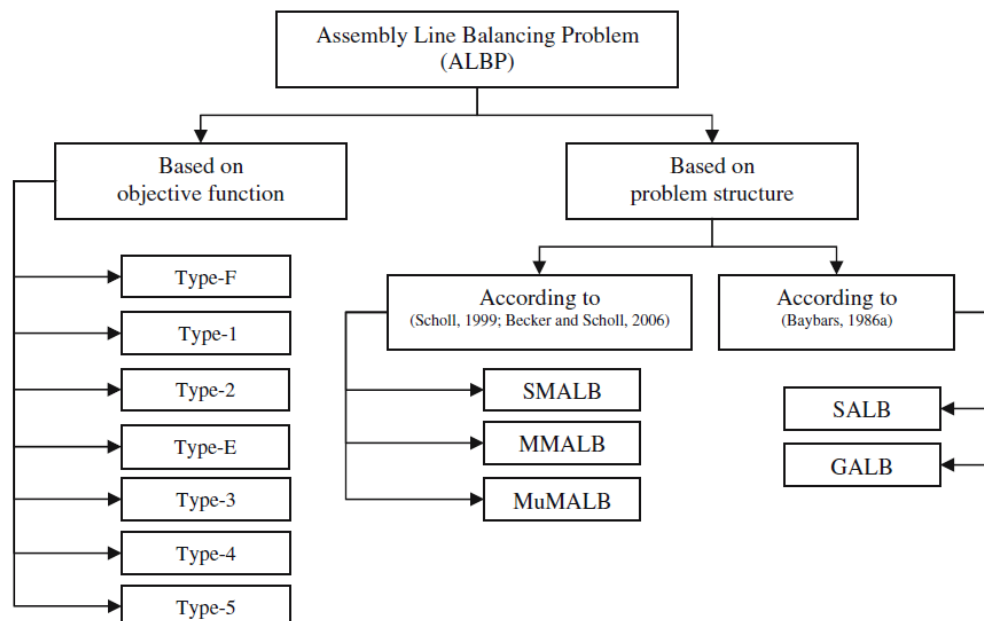 Assembly Line Balancing Problem
(ALBP)
Based on
objective function
Based on
problem structure
Type-F
Type-1
Type-2
Type-E
Type-3
Type-4
Type-5
According to
(Scholl, 1999; Becker and Scholl, 2006)
SMALB
MMALB
MuMALB
According to
(Baybars, 1986a)
SALB
GALB